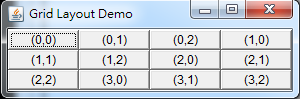 Grid Layout Demo
(0,0) (0,1) (0,2) (1,0)
(1,1) (1,2) (2,0) (2,1)
(2,2) (3,0) (3,1) (3,2)